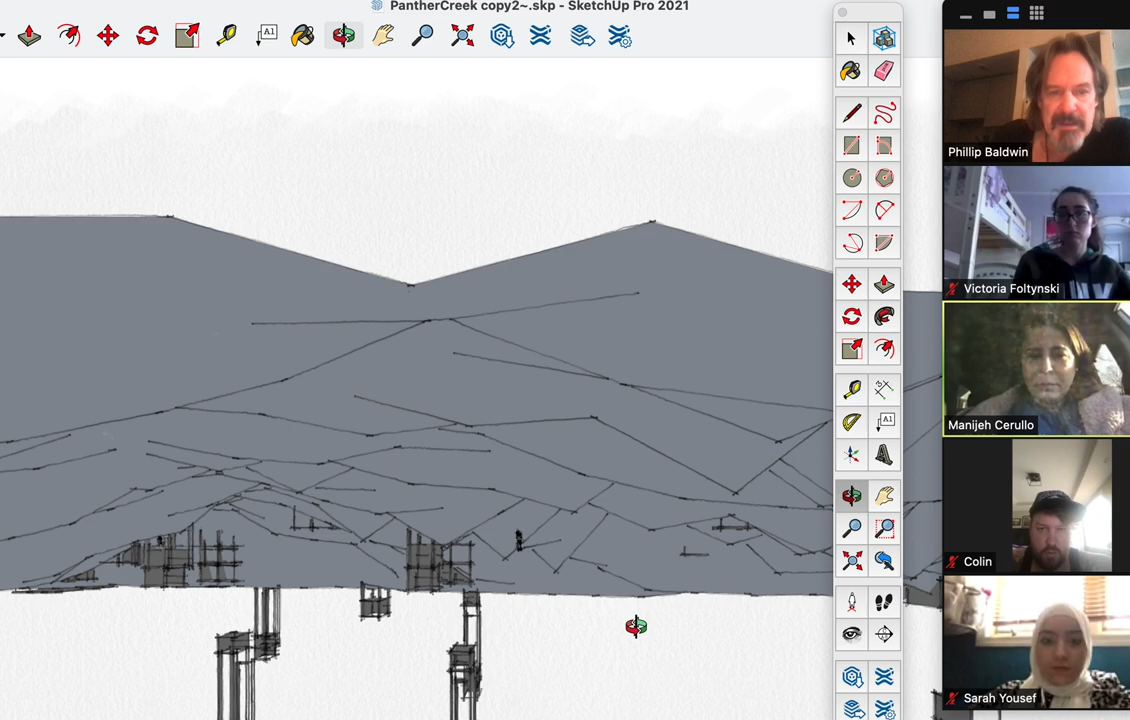 PantherCreek copy2~.skp - SketchUp Pro 2021
A1
Phillip Baldwin
Victoria Foltynski
Manijeh Cerullo
A1
Colin
Sarah Yousef